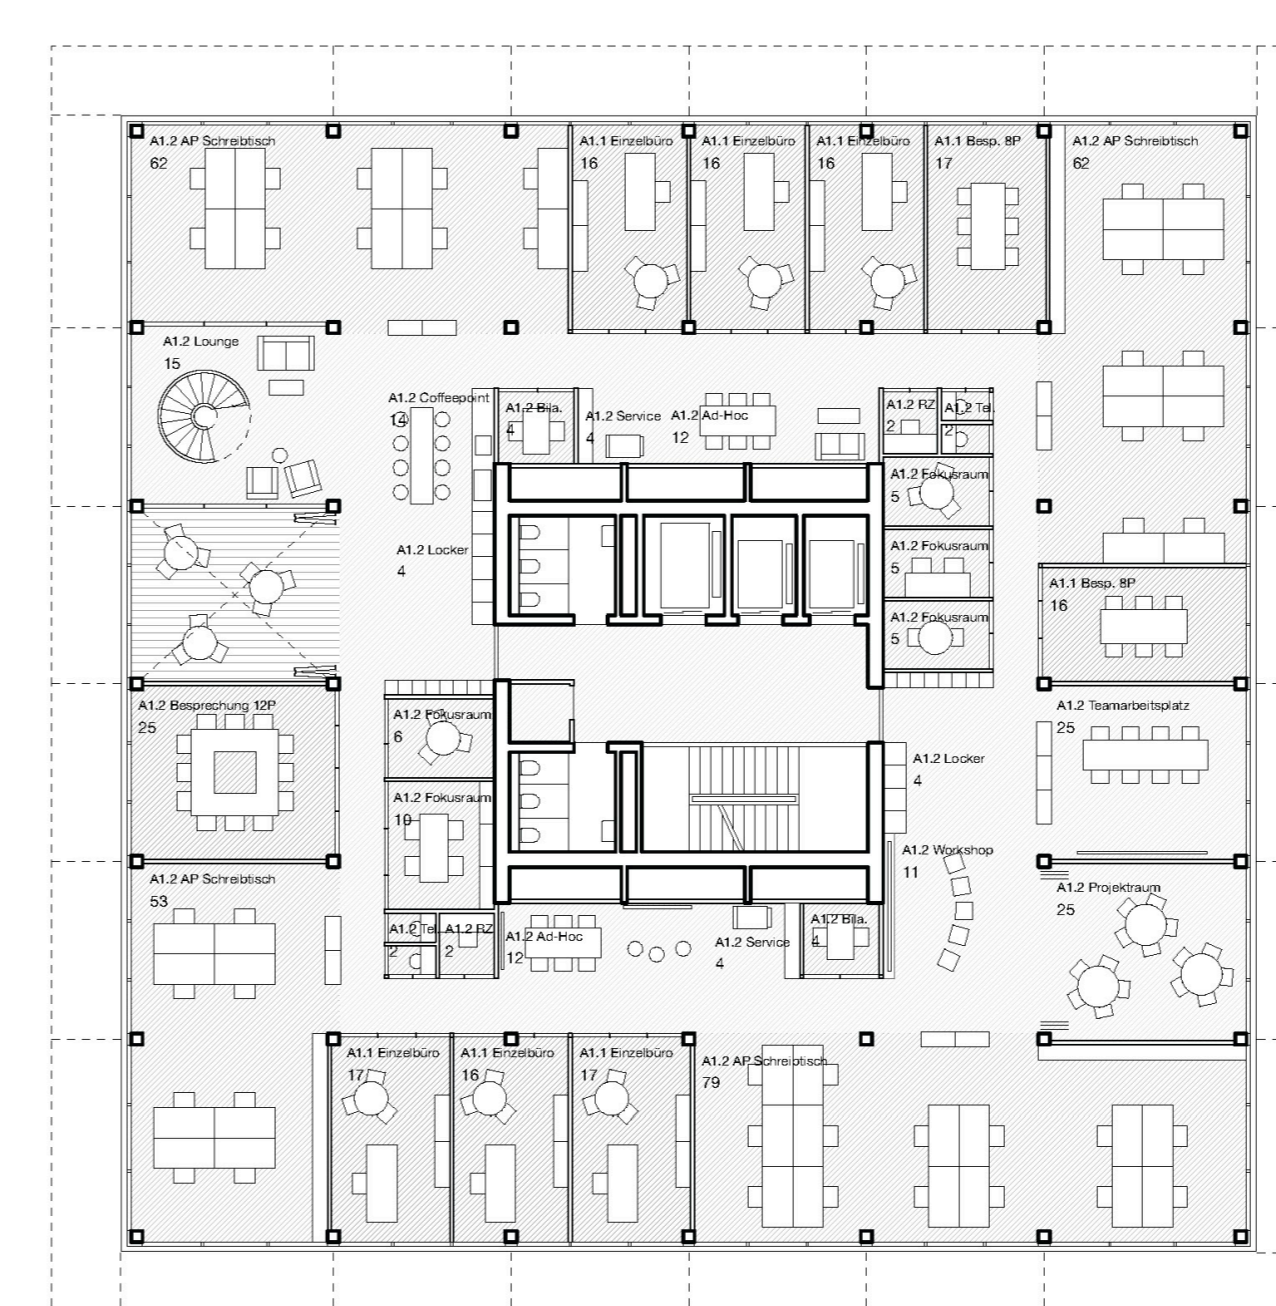 A1.2 AP Schreibtisch
62
A1.1 Einzelbüro
16
A1.1 Einzelbüro
16
A1.1 Einzelbüro
16
A1.1 Besp. 8P
17
A1.2 AP Schreibtisch
62
A1.2 Lounge
15
A1.2 Coffeepoint
14
A1.2 Bila.
4
A1.2 Service
4
A1.2 Ad-Hoc
12
A1.2 RZ
2
A1.2 Tel.
2
A1.2 Fokusraum
5
A1.2 Locker
4
A1.2 Fokusraum
5
A1.1 Besp. 8P
16
A1.2 Fokusraum
5
A1.2 Besprechung 12P
25
A1.2 Fokusraum
6
A1.2 Teamarbeitsplatz
25
A1.2 Locker
4
A1.2 Fokusraum
10
A1.2 Workshop
11
A1.2 AP Schreibtisch
53
A1.2 Projektraum
25
A1.2 Tel.
2
A1.2 RZ
2
A1.2 Ad-Hoc
12
A1.2 Service
4
A1.2 Bila.
4
A1.1 Einzelbüro
17
A1.1 Einzelbüro
16
A1.1 Einzelbüro
17
A1.2 AP Schreibtisch
79